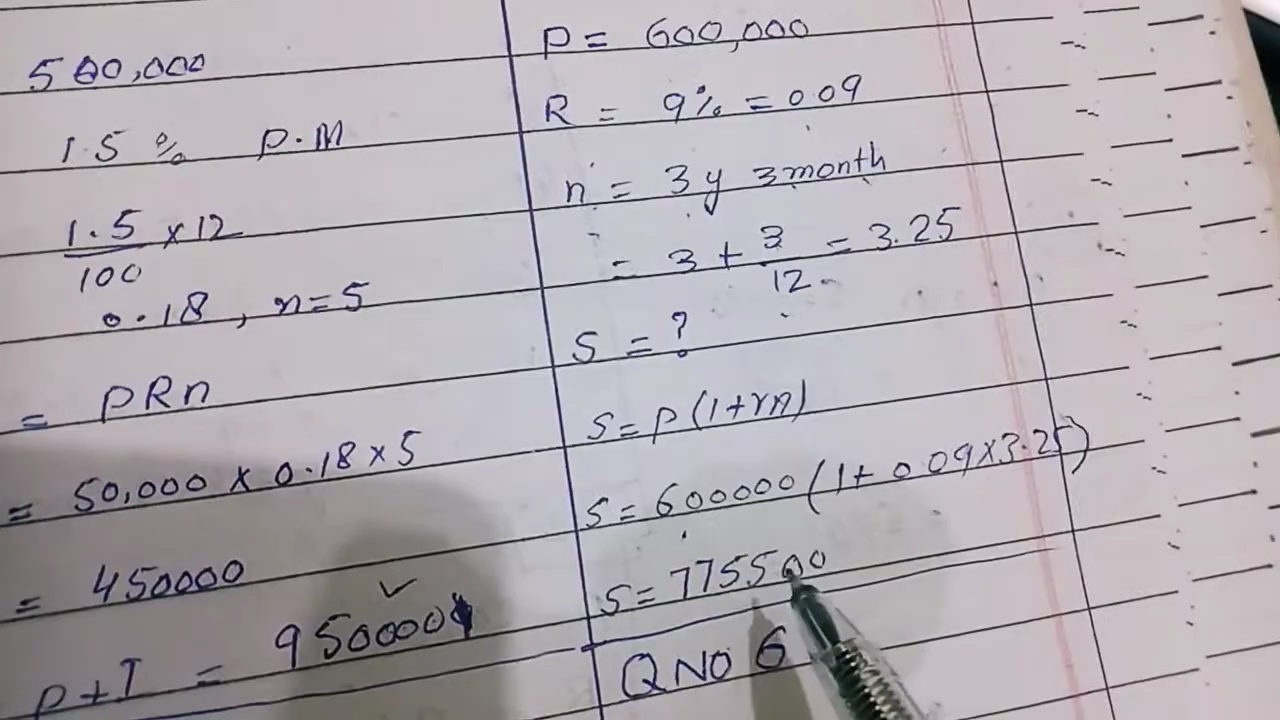 500,000
1.5 % P.M
1.5/100 x 12
0.18, n=5
= PRn
= 50,000 x 0.18 x 5
= 450000
P+I = 950000
P = 600,000
R = 9% = 0.09
n = 3y 3month
= 3 + 3/12 = 3.25
S = ?
S = P(1+rn)
S = 600000(1+0.09x3.25)
S = 775500
Q NO 6